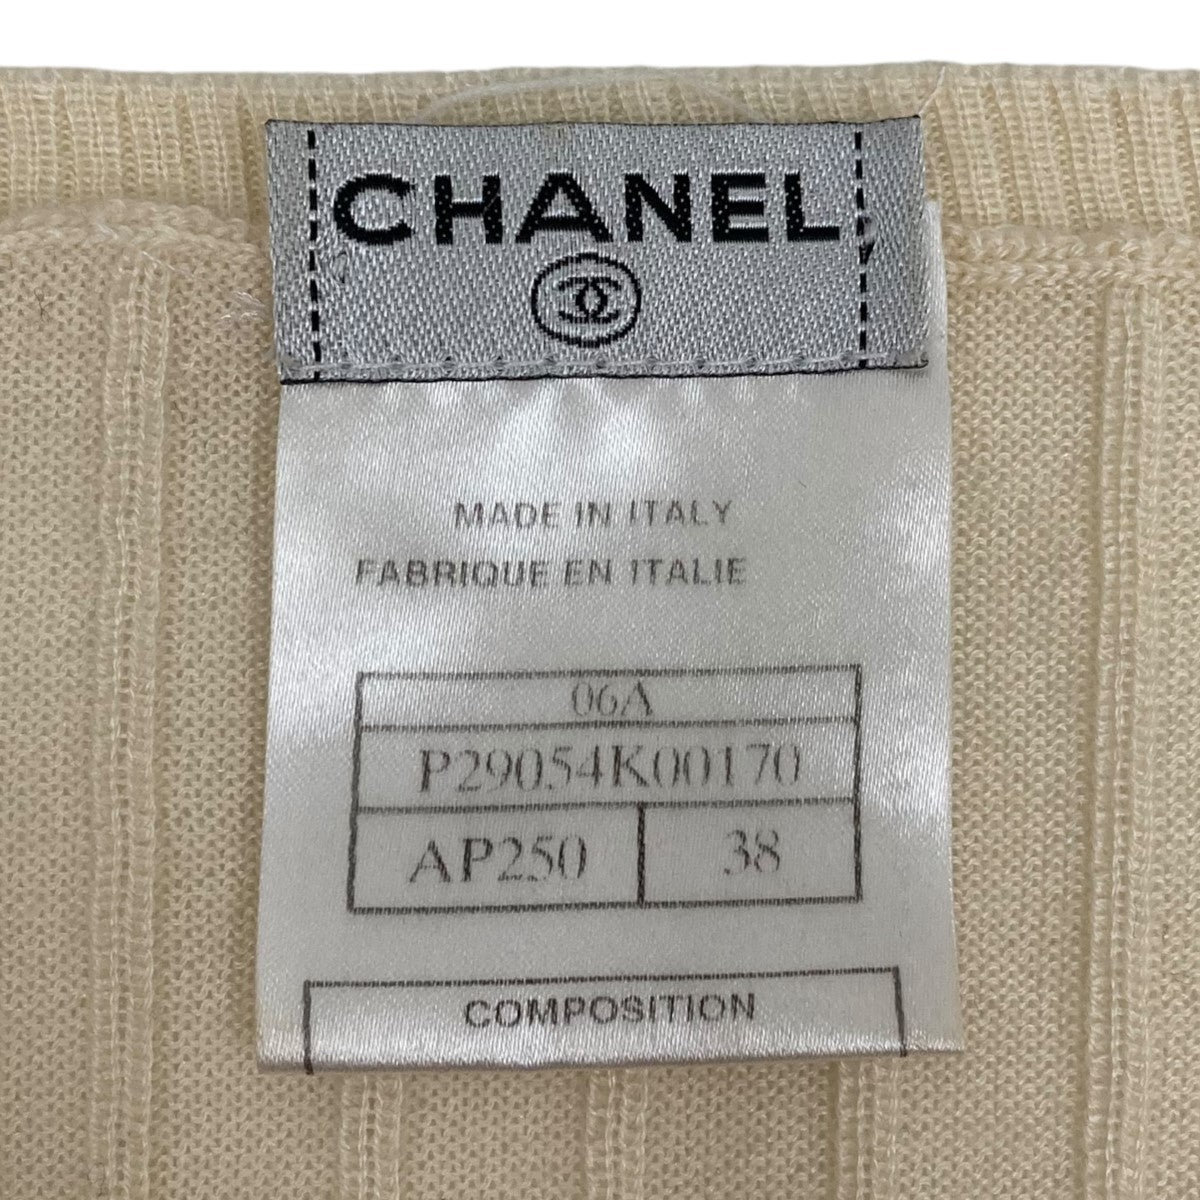 CHANEL
MADE IN ITALY
FABRIQUE EN ITALIE
06A
P29054K00170
AP250 38
COMPOSITION